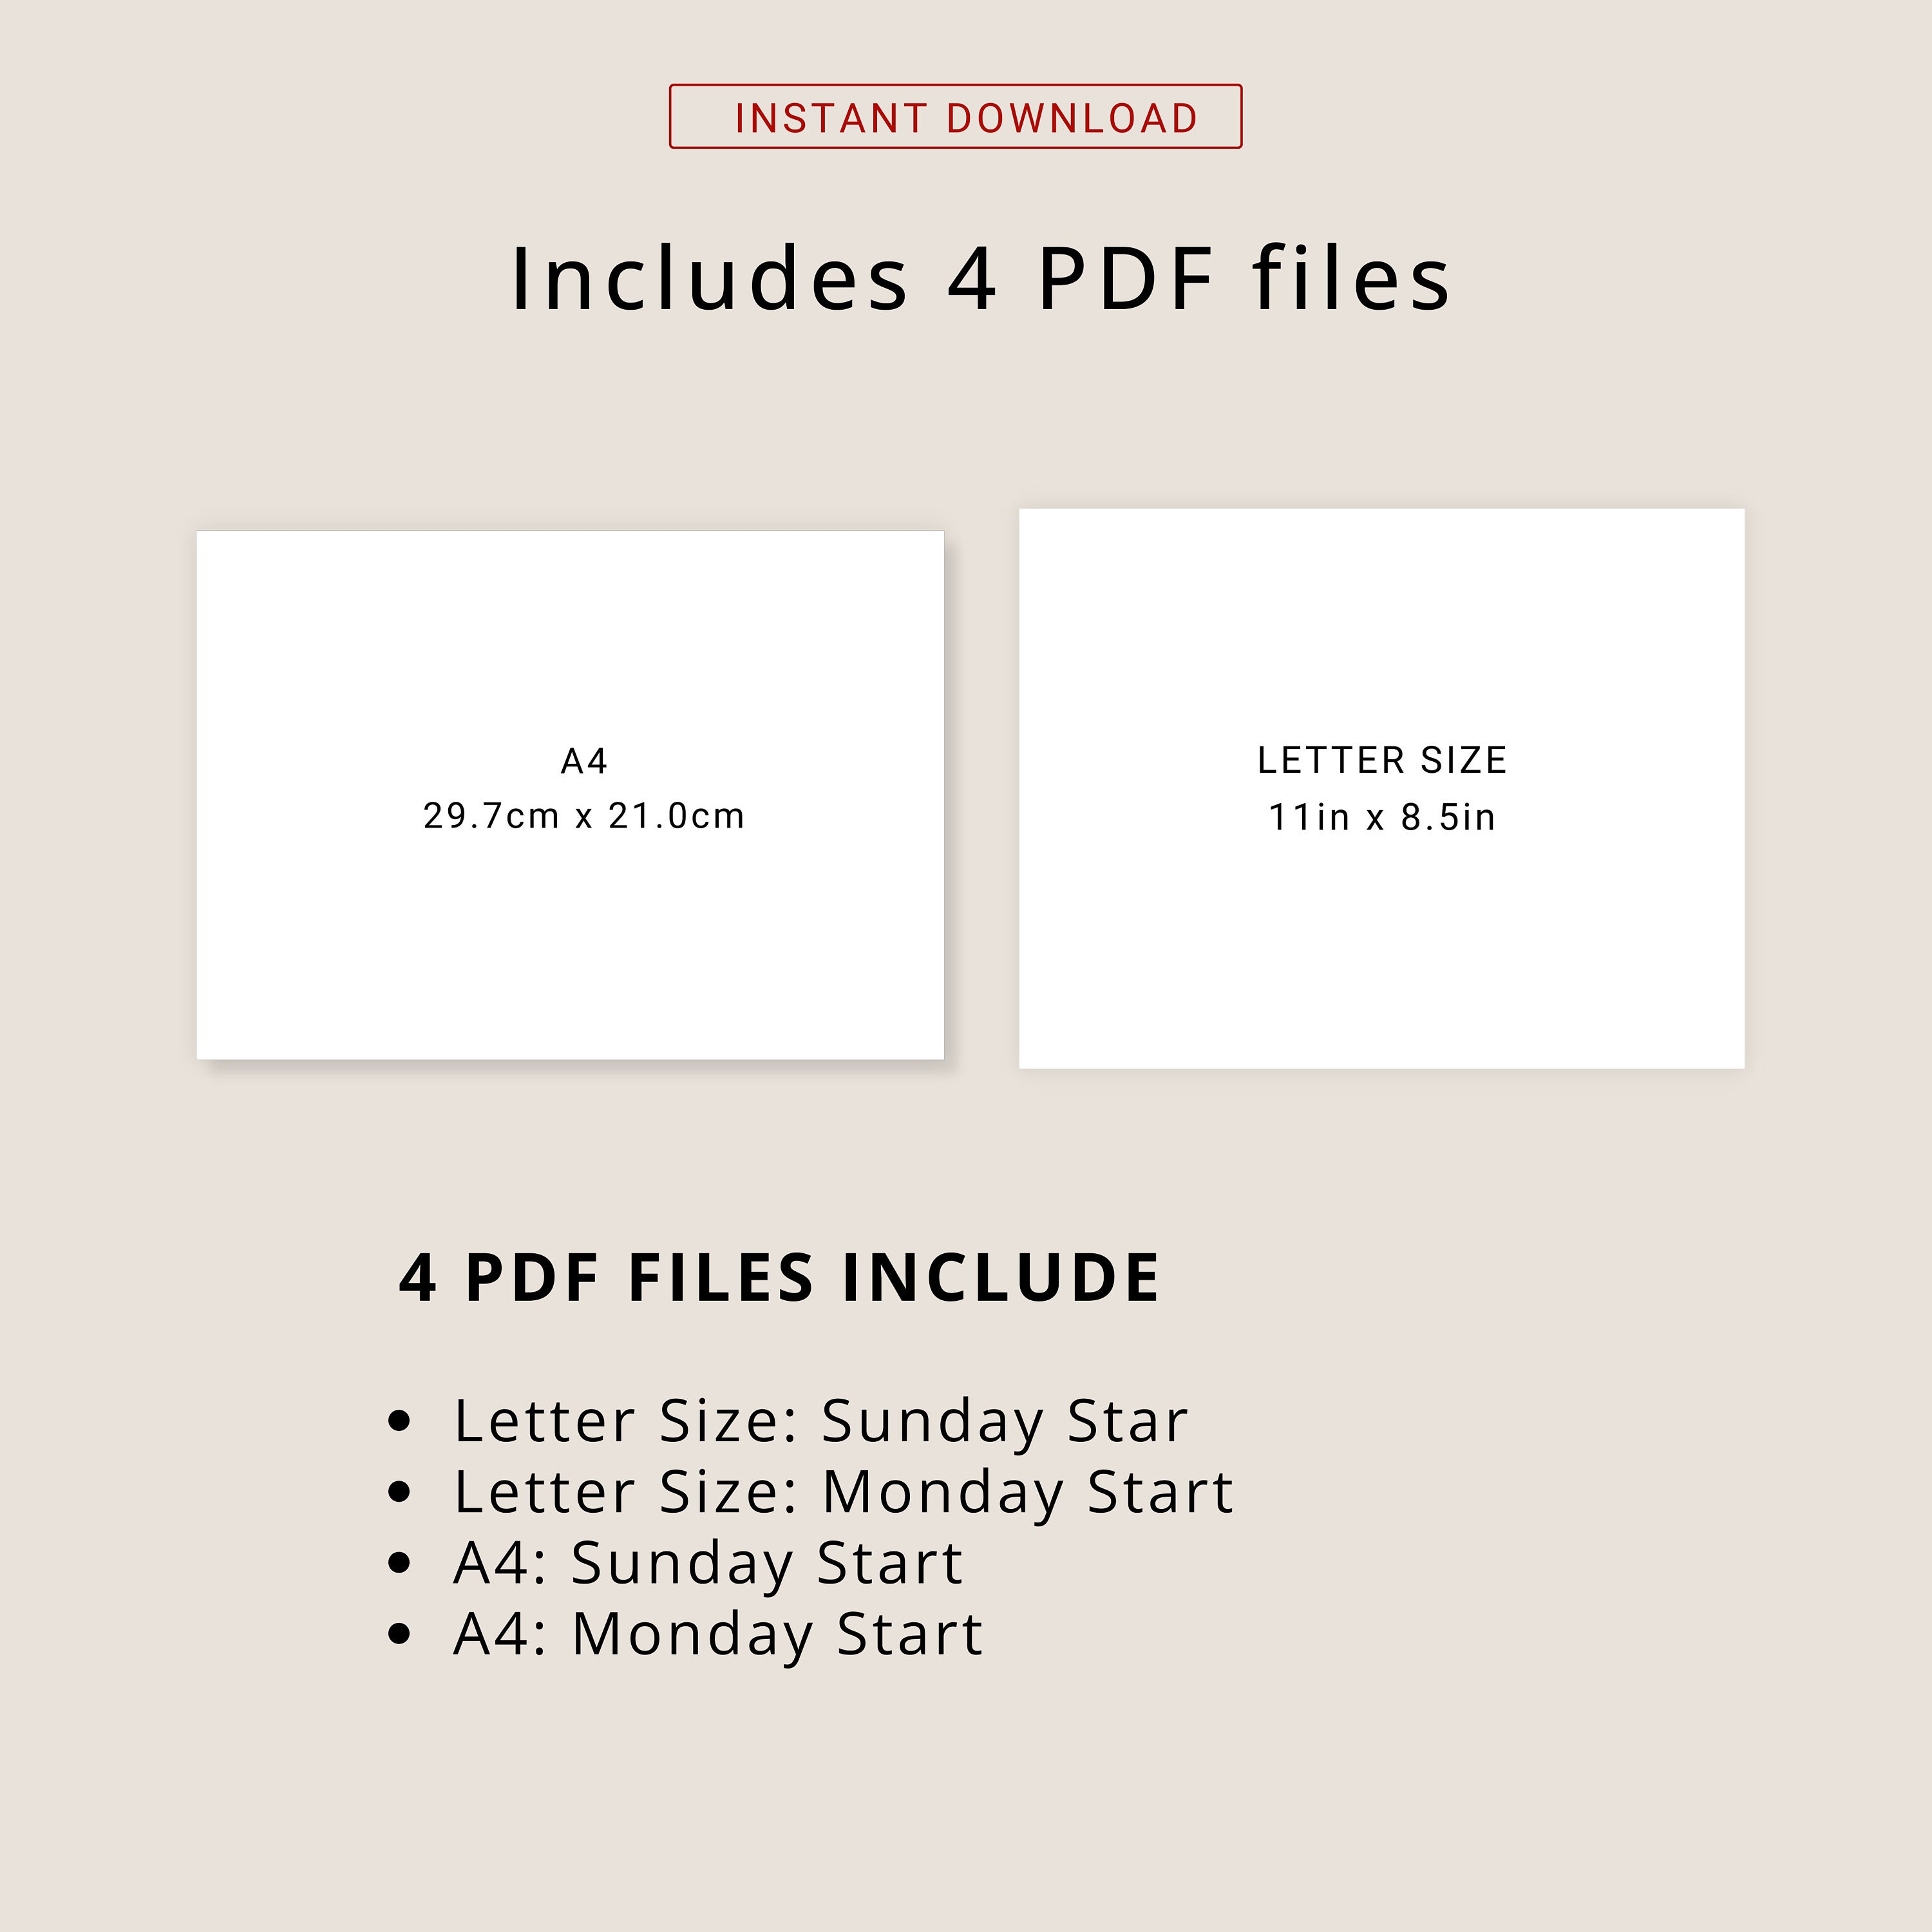 INSTANT DOWNLOAD
Includes 4 PDF files
A4
29.7cm x 21.0cm
LETTER SIZE
11in x 8.5in
4 PDF FILES INCLUDE
• Letter Size: Sunday Star
• Letter Size: Monday Start
• A4: Sunday Start
• A4: Monday Start